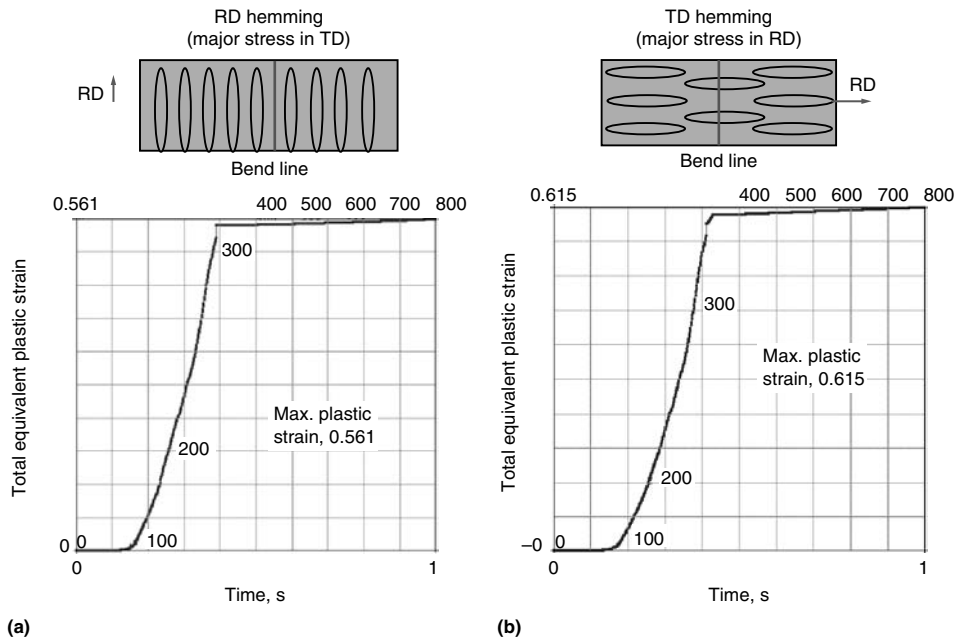 RD hemming
(major stress in TD)
RD
Bend line
0.561 400 500 600 700 800
300
200
100
Max. plastic
strain, 0.561
Total equivalent plastic strain
0 0
0 1
Time, s
(a)
TD hemming
(major stress in RD)
RD
Bend line
0.615 400 500 600 700 800
300
200
100
Max. plastic
strain, 0.615
Total equivalent plastic strain
–0 0
0 1
Time, s
(b)